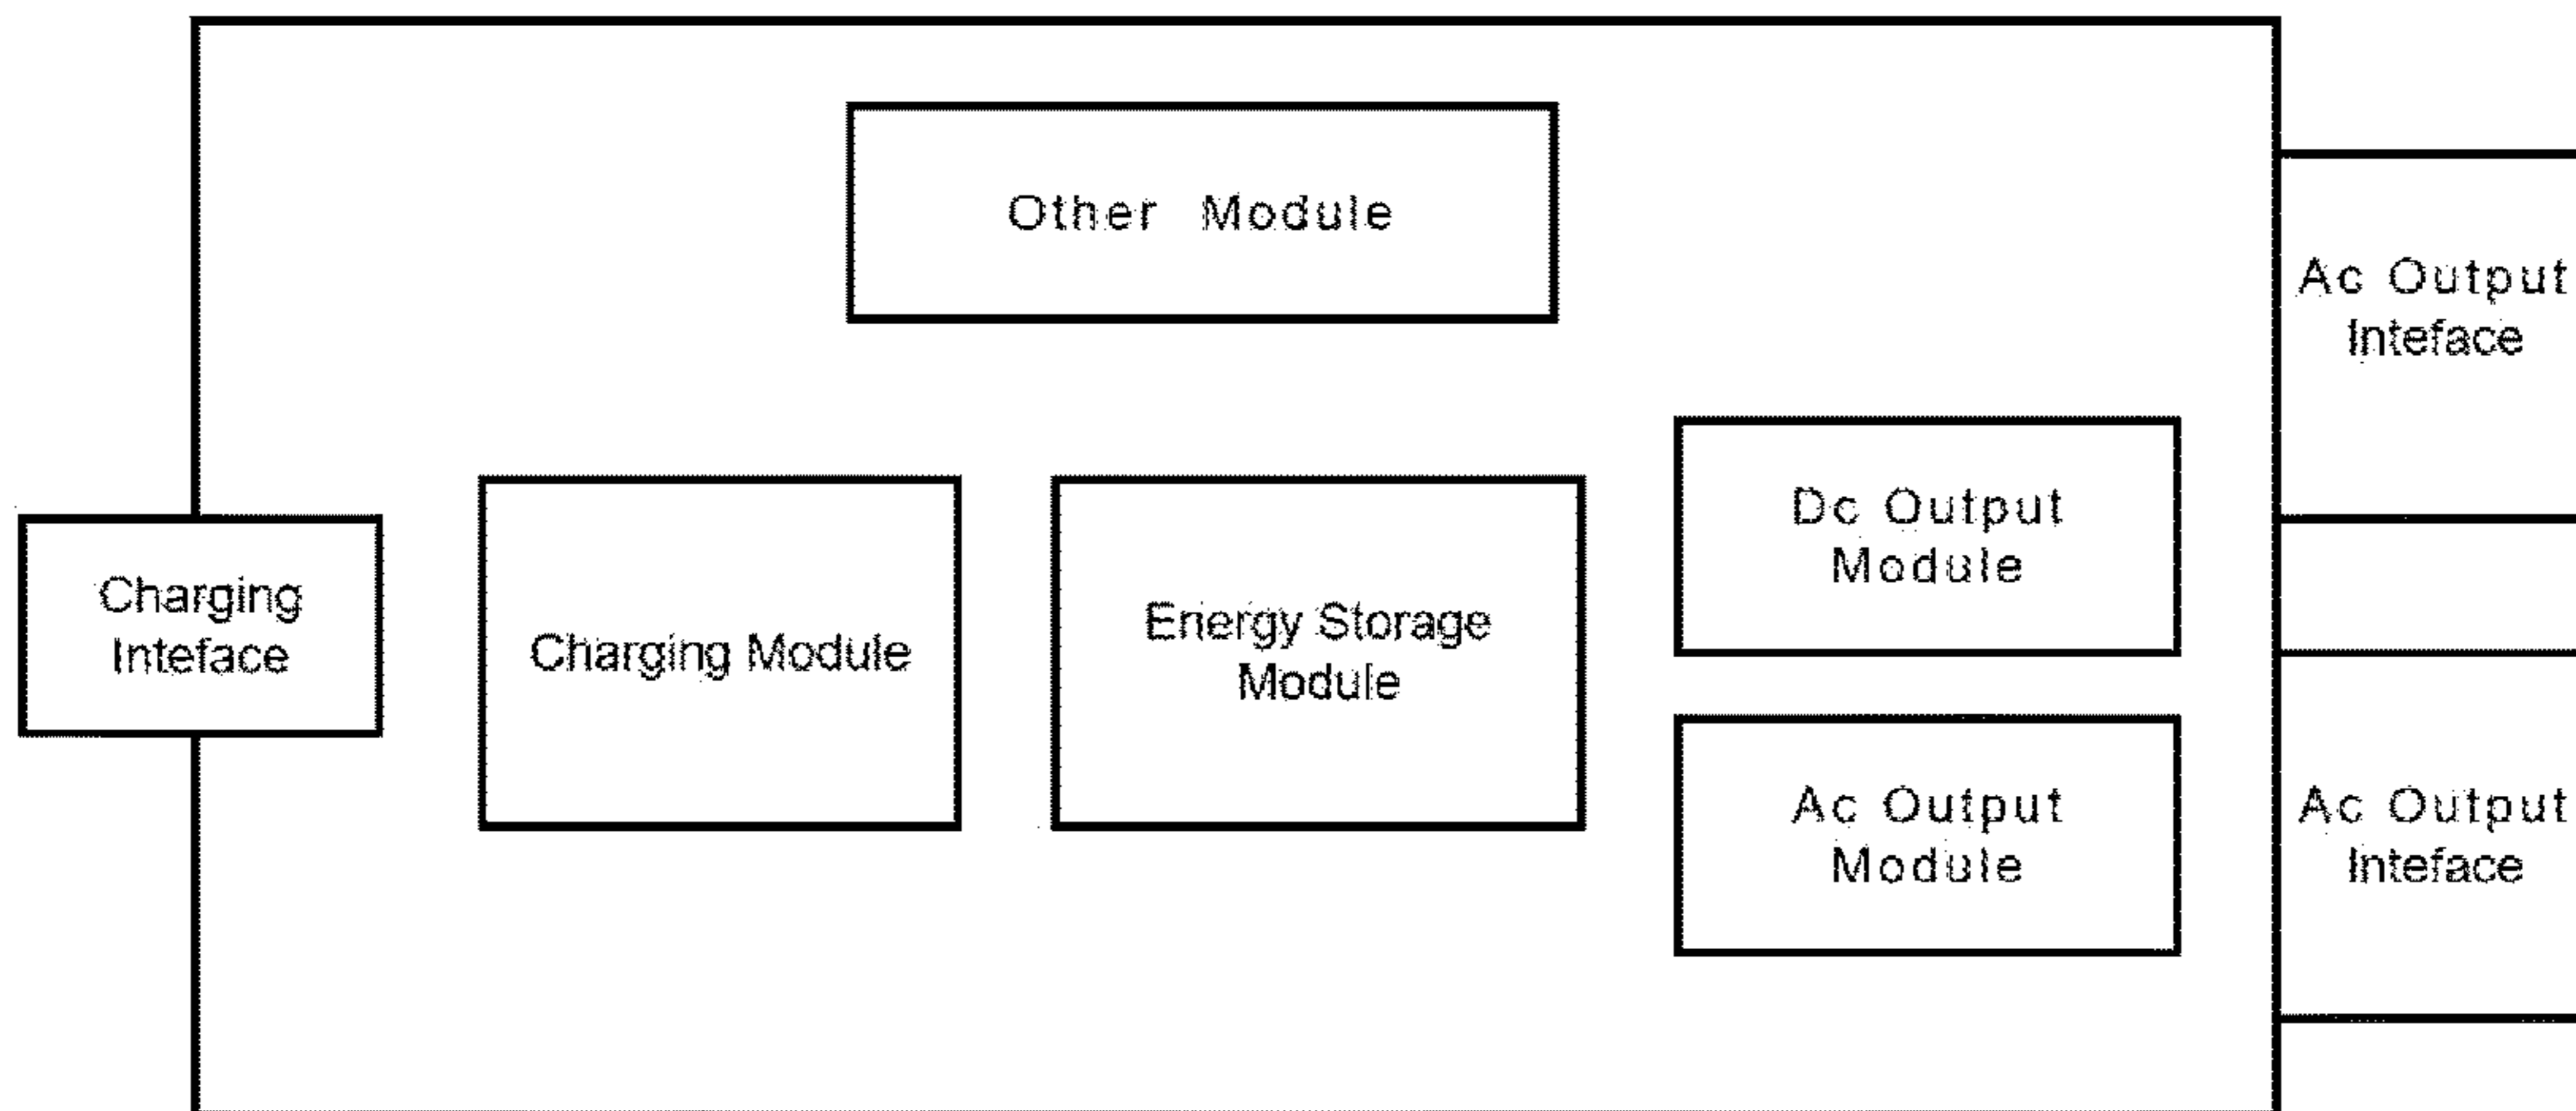 Other Module
Ac Output
Inteface
Dc Output
Module
Charging
Inteface
Charging Module
Energy Storage
Module
Ac Output
Module
Ac Output
Inteface